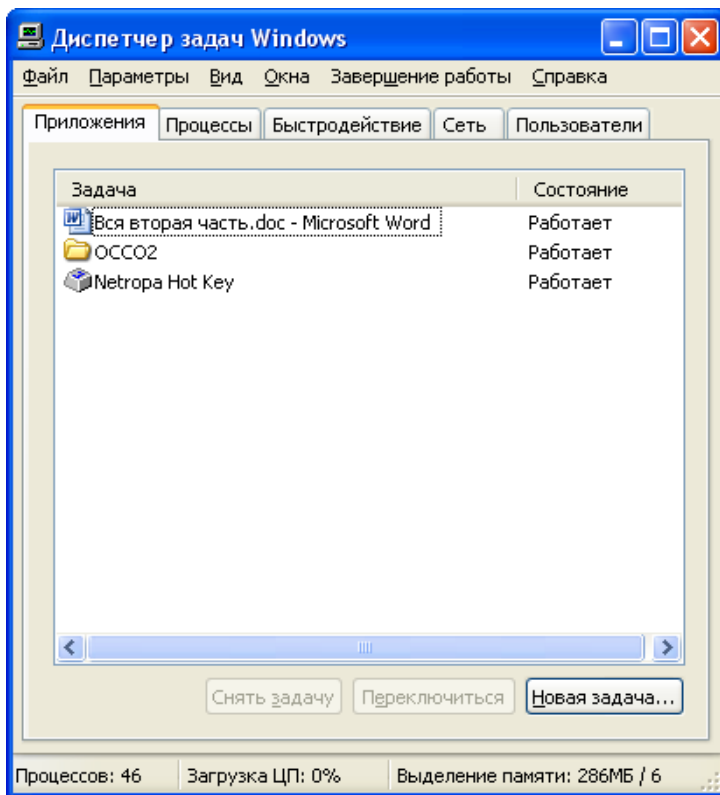 Диспетчер задач Windows
Файл Параметры Вид Окна Завершение работы Справка
Приложения Процессы Быстродействие Сеть Пользователи
Задача Состояние
Вся вторая часть.doc - Microsoft Word Работает
ОССО2 Работает
Netropa Hot Key Работает
Снять задачу Переключиться Новая задача...
Процессов: 46 Загрузка ЦП: 0% Выделение памяти: 286МБ / 6